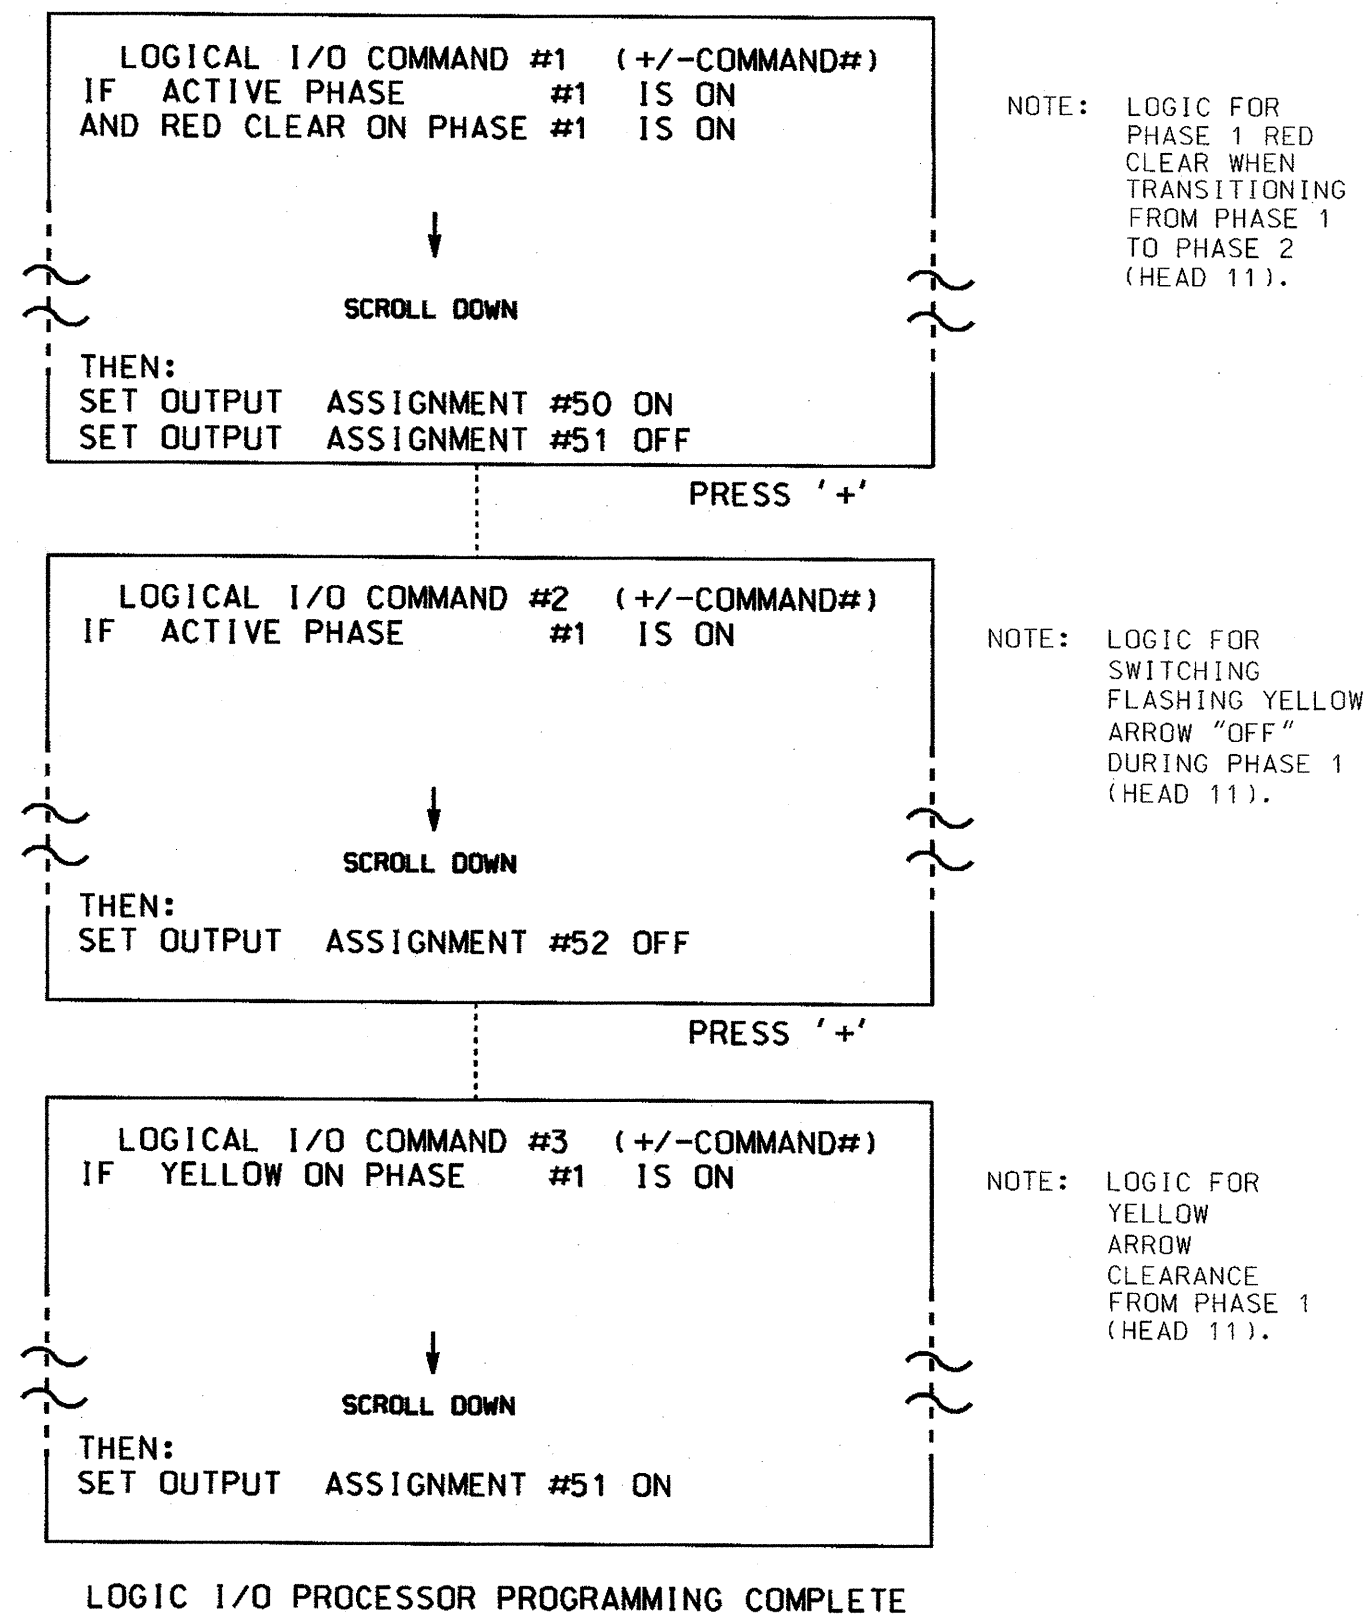 LOGICAL I/O COMMAND #1 (+/-COMMAND#)
IF ACTIVE PHASE #1 IS ON
AND RED CLEAR ON PHASE #1 IS ON
SCROLL DOWN
THEN:
SET OUTPUT ASSIGNMENT #50 ON
SET OUTPUT ASSIGNMENT #51 OFF
NOTE: LOGIC FOR
PHASE 1 RED
CLEAR WHEN
TRANSITIONING
FROM PHASE 1
TO PHASE 2
(HEAD 11).
PRESS '+'
LOGICAL I/O COMMAND #2 (+/-COMMAND#)
IF ACTIVE PHASE #1 IS ON
SCROLL DOWN
THEN:
SET OUTPUT ASSIGNMENT #52 OFF
NOTE: LOGIC FOR
SWITCHING
FLASHING YELLOW
ARROW "OFF"
DURING PHASE 1
(HEAD 11).
PRESS '+'
LOGICAL I/O COMMAND #3 (+/-COMMAND#)
IF YELLOW ON PHASE #1 IS ON
SCROLL DOWN
THEN:
SET OUTPUT ASSIGNMENT #51 ON
NOTE: LOGIC FOR
YELLOW
ARROW
CLEARANCE
FROM PHASE 1
(HEAD 11).
LOGIC I/O PROCESSOR PROGRAMMING COMPLETE